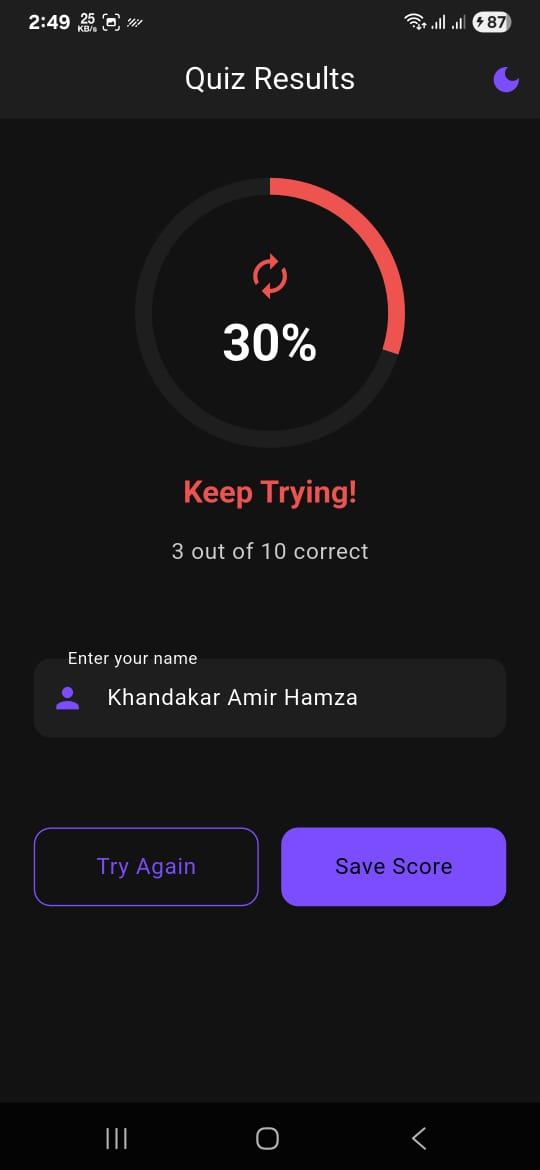 2:49 25 KB/s 87
Quiz Results
30%
Keep Trying!
3 out of 10 correct
Enter your name
Khandakar Amir Hamza
Try Again Save Score